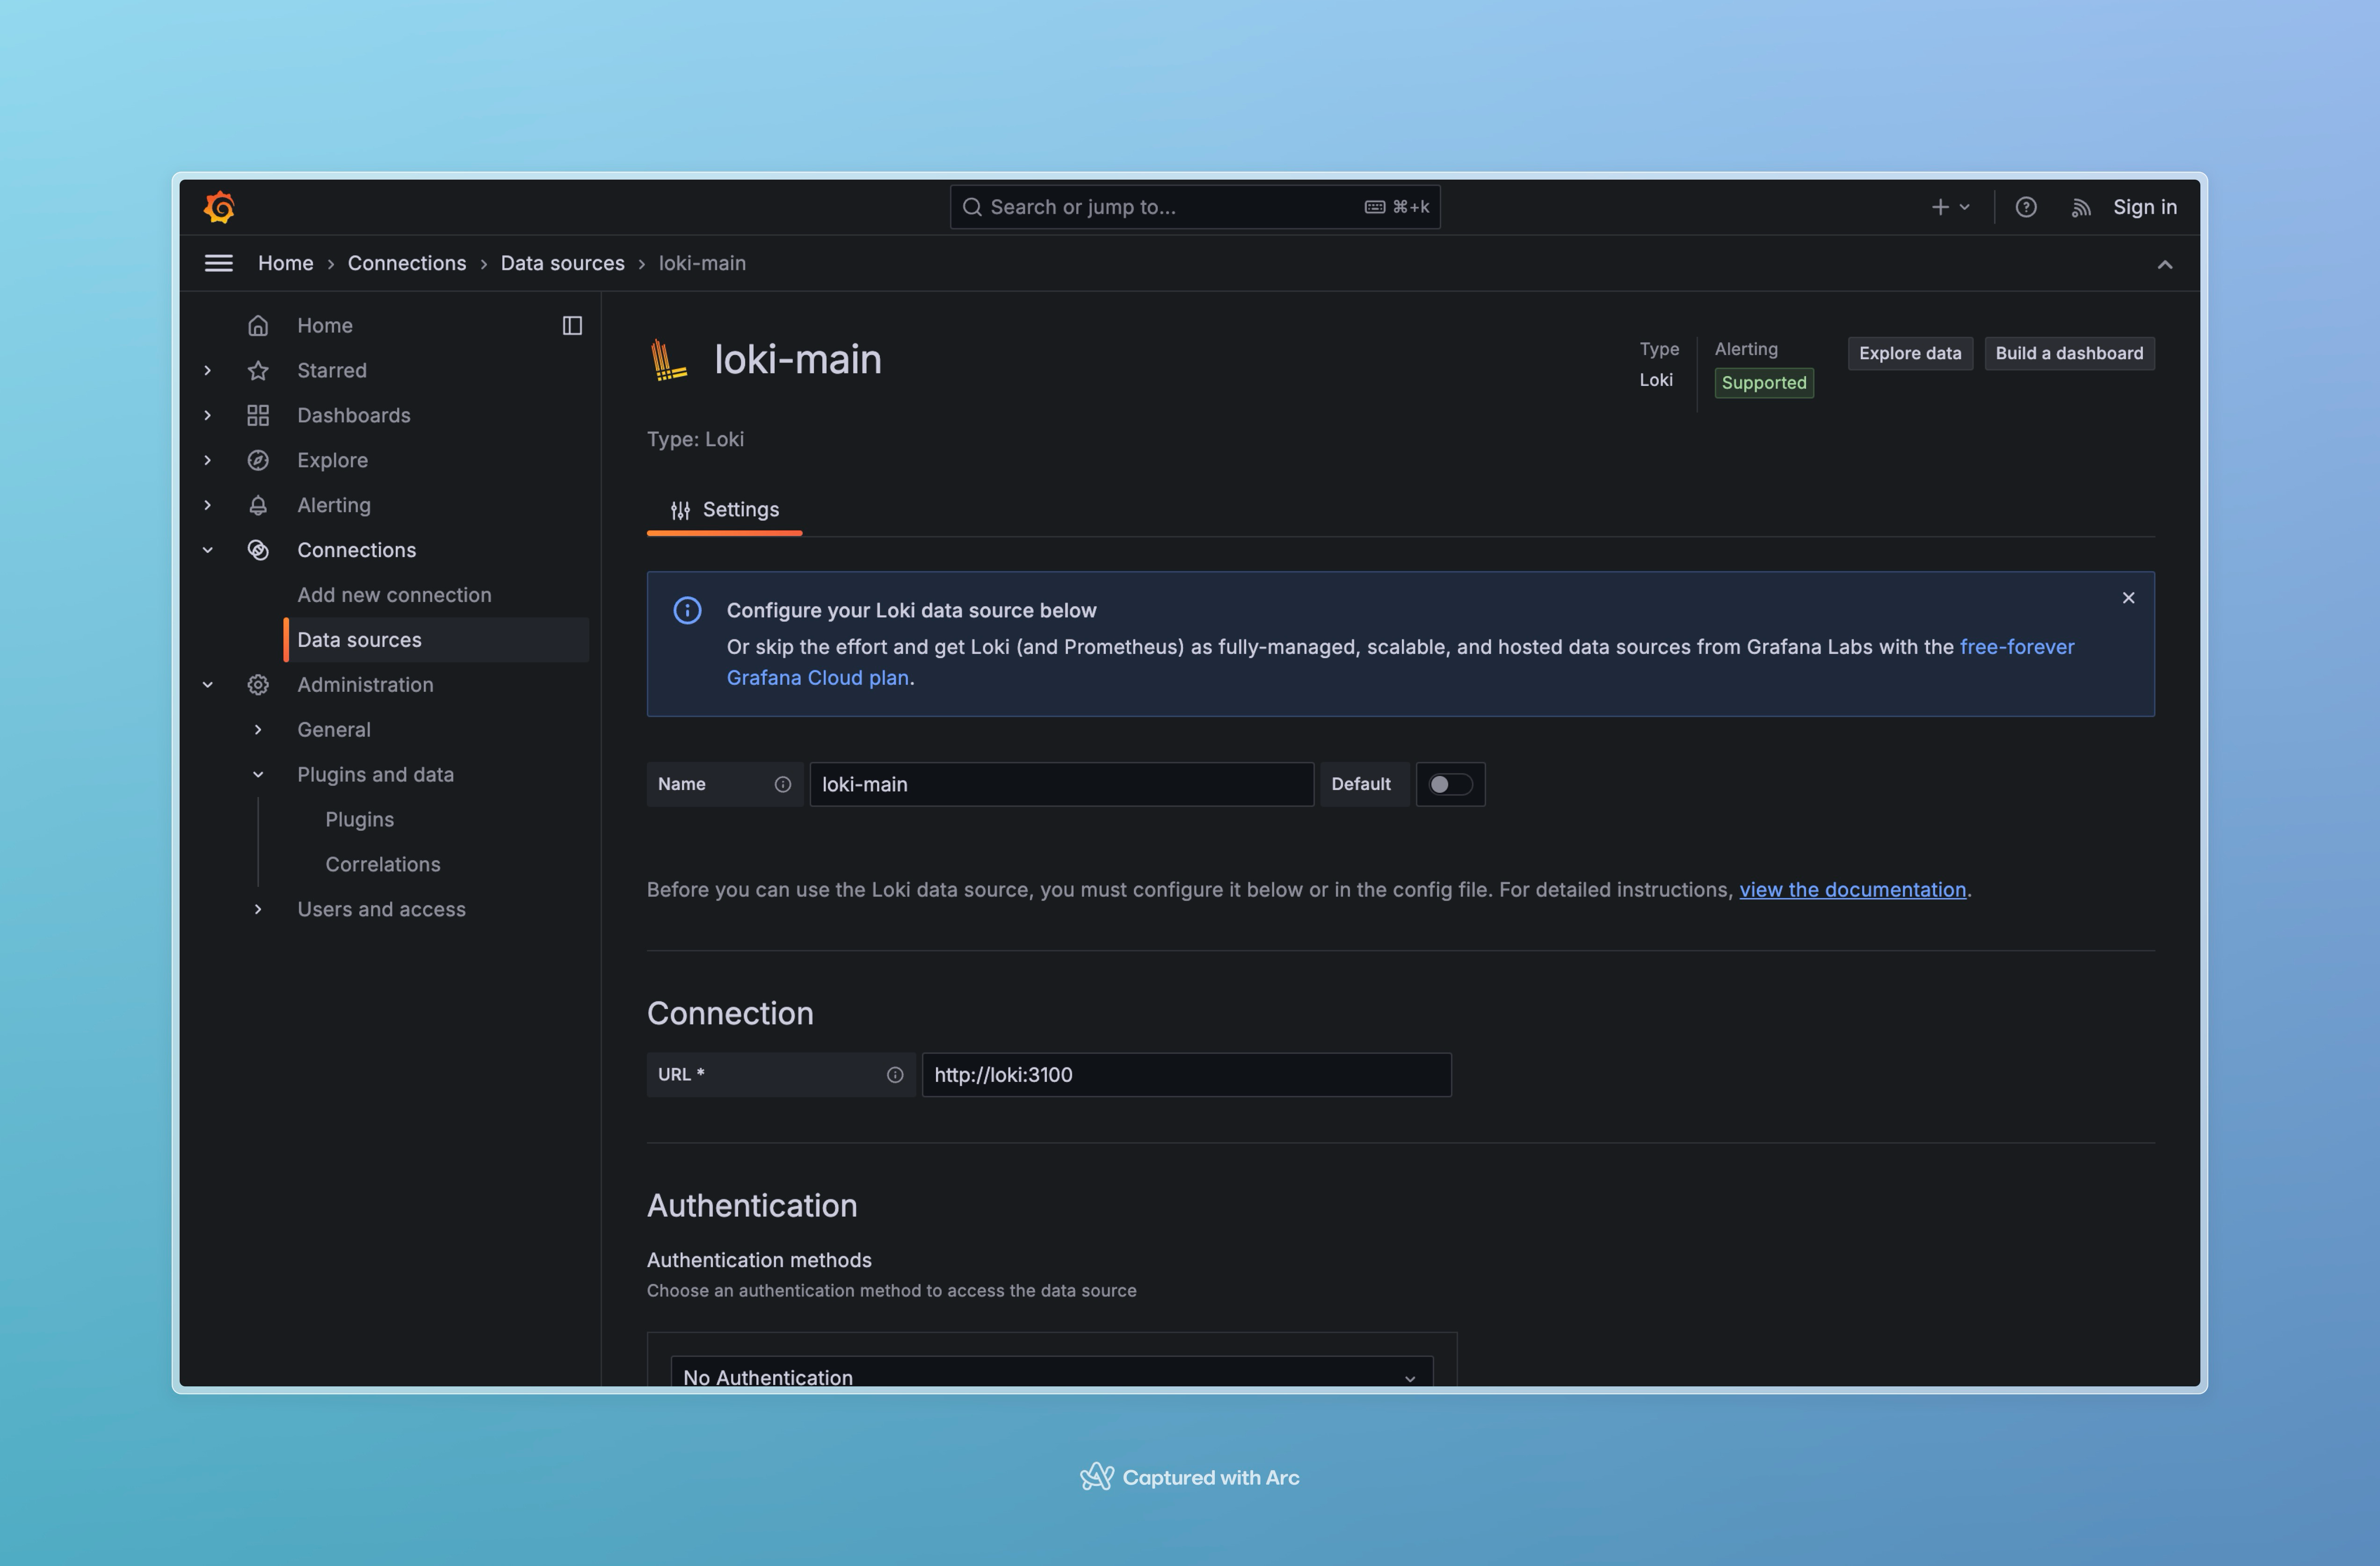 Search or jump to...
⌘+k
Sign in
Home > Connections > Data sources > loki-main
Home
Starred
Dashboards
Explore
Alerting
Connections
Add new connection
Data sources
Administration
General
Plugins and data
Plugins
Correlations
Users and access
loki-main
Type
Loki
Alerting
Supported
Explore data
Build a dashboard
Type: Loki
Settings
Configure your Loki data source below
Or skip the effort and get Loki (and Prometheus) as fully-managed, scalable, and hosted data sources from Grafana Labs with the free-forever
Grafana Cloud plan.
Name
loki-main
Default
Before you can use the Loki data source, you must configure it below or in the config file. For detailed instructions, view the documentation.
Connection
URL *
http://loki:3100
Authentication
Authentication methods
Choose an authentication method to access the data source
No Authentication
Captured with Arc